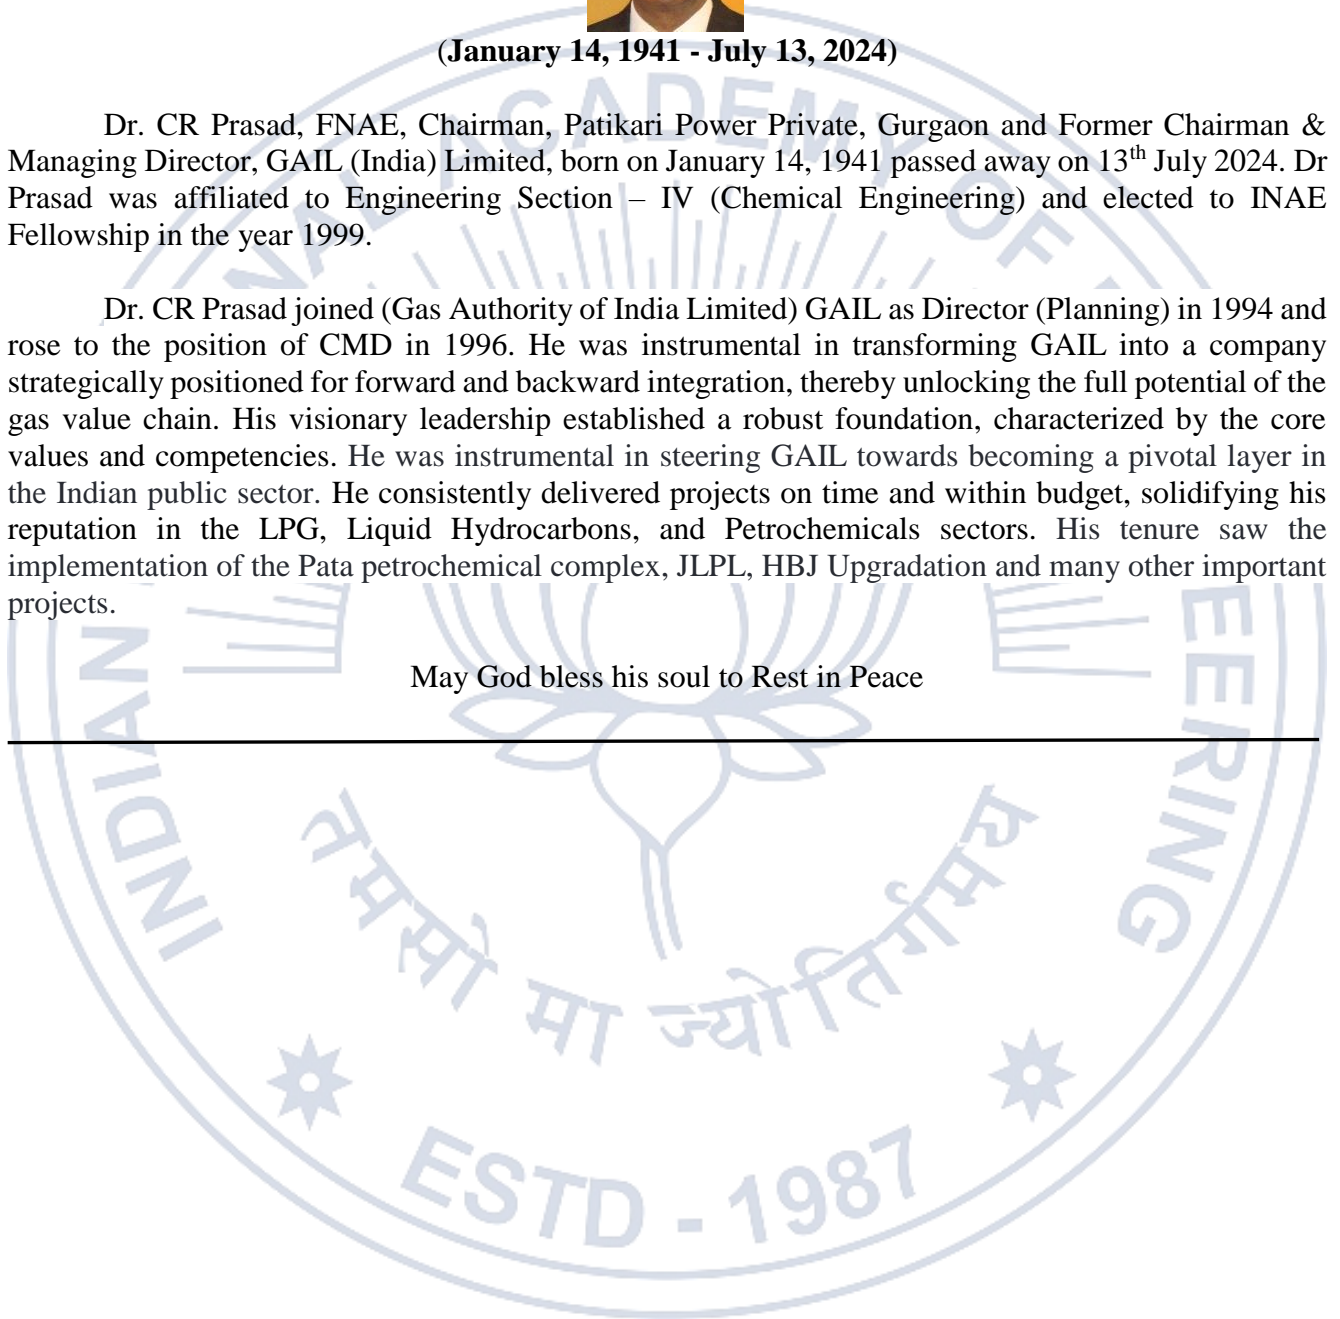 (January 14, 1941 - July 13, 2024)
Dr. CR Prasad, FNAE, Chairman, Patikari Power Private, Gurgaon and Former Chairman &
Managing Director, GAIL (India) Limited, born on January 14, 1941 passed away on 13th July 2024. Dr
Prasad was affiliated to Engineering Section – IV (Chemical Engineering) and elected to INAE
Fellowship in the year 1999.
Dr. CR Prasad joined (Gas Authority of India Limited) GAIL as Director (Planning) in 1994 and
rose to the position of CMD in 1996. He was instrumental in transforming GAIL into a company
strategically positioned for forward and backward integration, thereby unlocking the full potential of the
gas value chain. His visionary leadership established a robust foundation, characterized by the core
values and competencies. He was instrumental in steering GAIL towards becoming a pivotal layer in
the Indian public sector. He consistently delivered projects on time and within budget, solidifying his
reputation in the LPG, Liquid Hydrocarbons, and Petrochemicals sectors. His tenure saw the
implementation of the Pata petrochemical complex, JLPL, HBJ Upgradation and many other important
projects.
May God bless his soul to Rest in Peace
INDIAN
NAL ACADEMY OF
EERING
तमसो मा ज्योतिर्गमय
ESTD - 1987